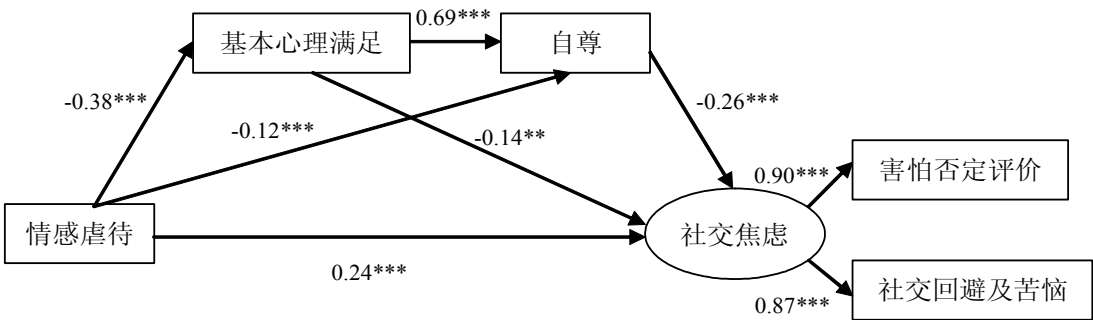 0.69***
基本心理满足
自尊
-0.38***
-0.26***
-0.12***
-0.14**
0.90***
害怕否定评价
情感虐待
社交焦虑
0.24***
社交回避及苦恼
0.87***